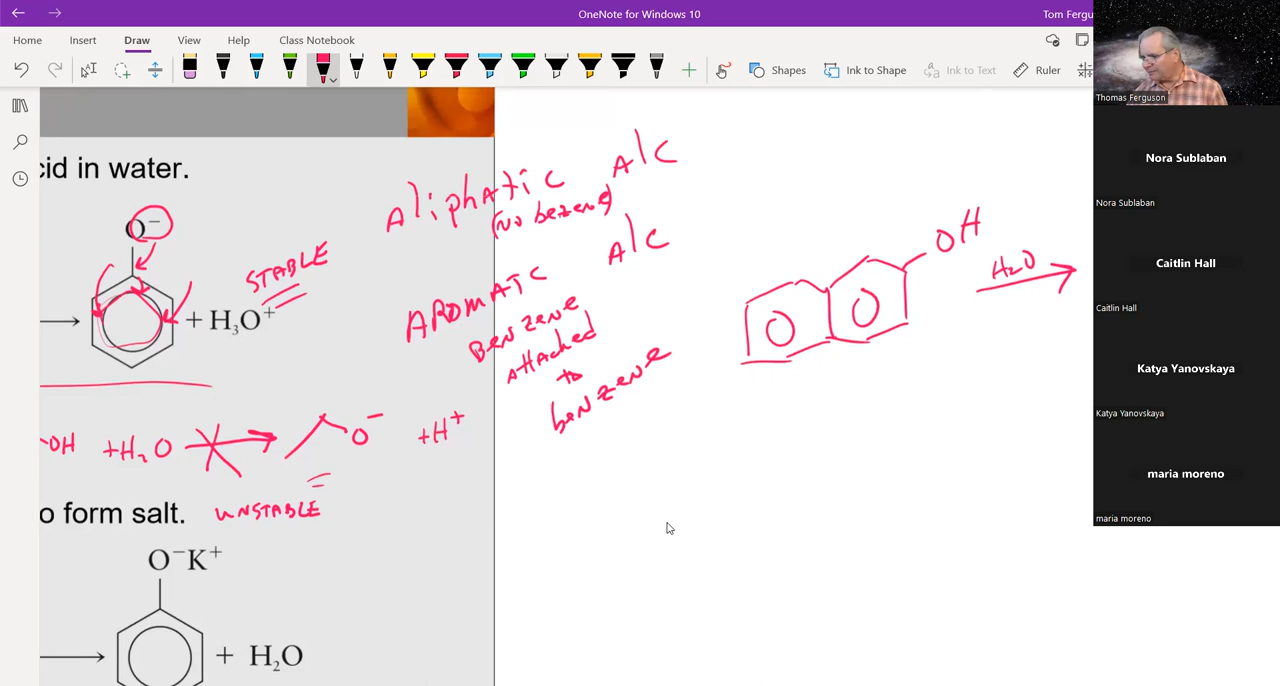 OneNote for Windows 10
Tom Fergu
Home Insert Draw View Help Class Notebook
Shapes Ink to Shape Ink to Text Ruler
Thomas Ferguson
Nora Sublaban
Nora Sublaban
Caitlin Hall
Caitlin Hall
Katya Yanovskaya
Katya Yanovskaya
maria moreno
maria moreno
cid in water.
O⁻
+ H₃O⁺
STABLE
-OH +H₂O O⁻ +H⁺
UNSTABLE
o form salt.
O⁻K⁺
+ H₂O
Aliphatic Alc
(No bezene)
AROMATIC Alc
Benzene
Attached
to
benzene
OH
H₂O